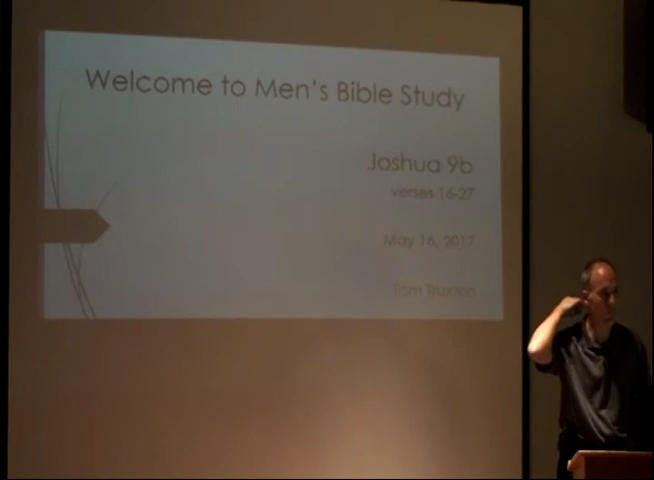 Welcome to Men's Bible Study
Joshua 9b
verses 16-27
May 16, 2017
Tom Truxton